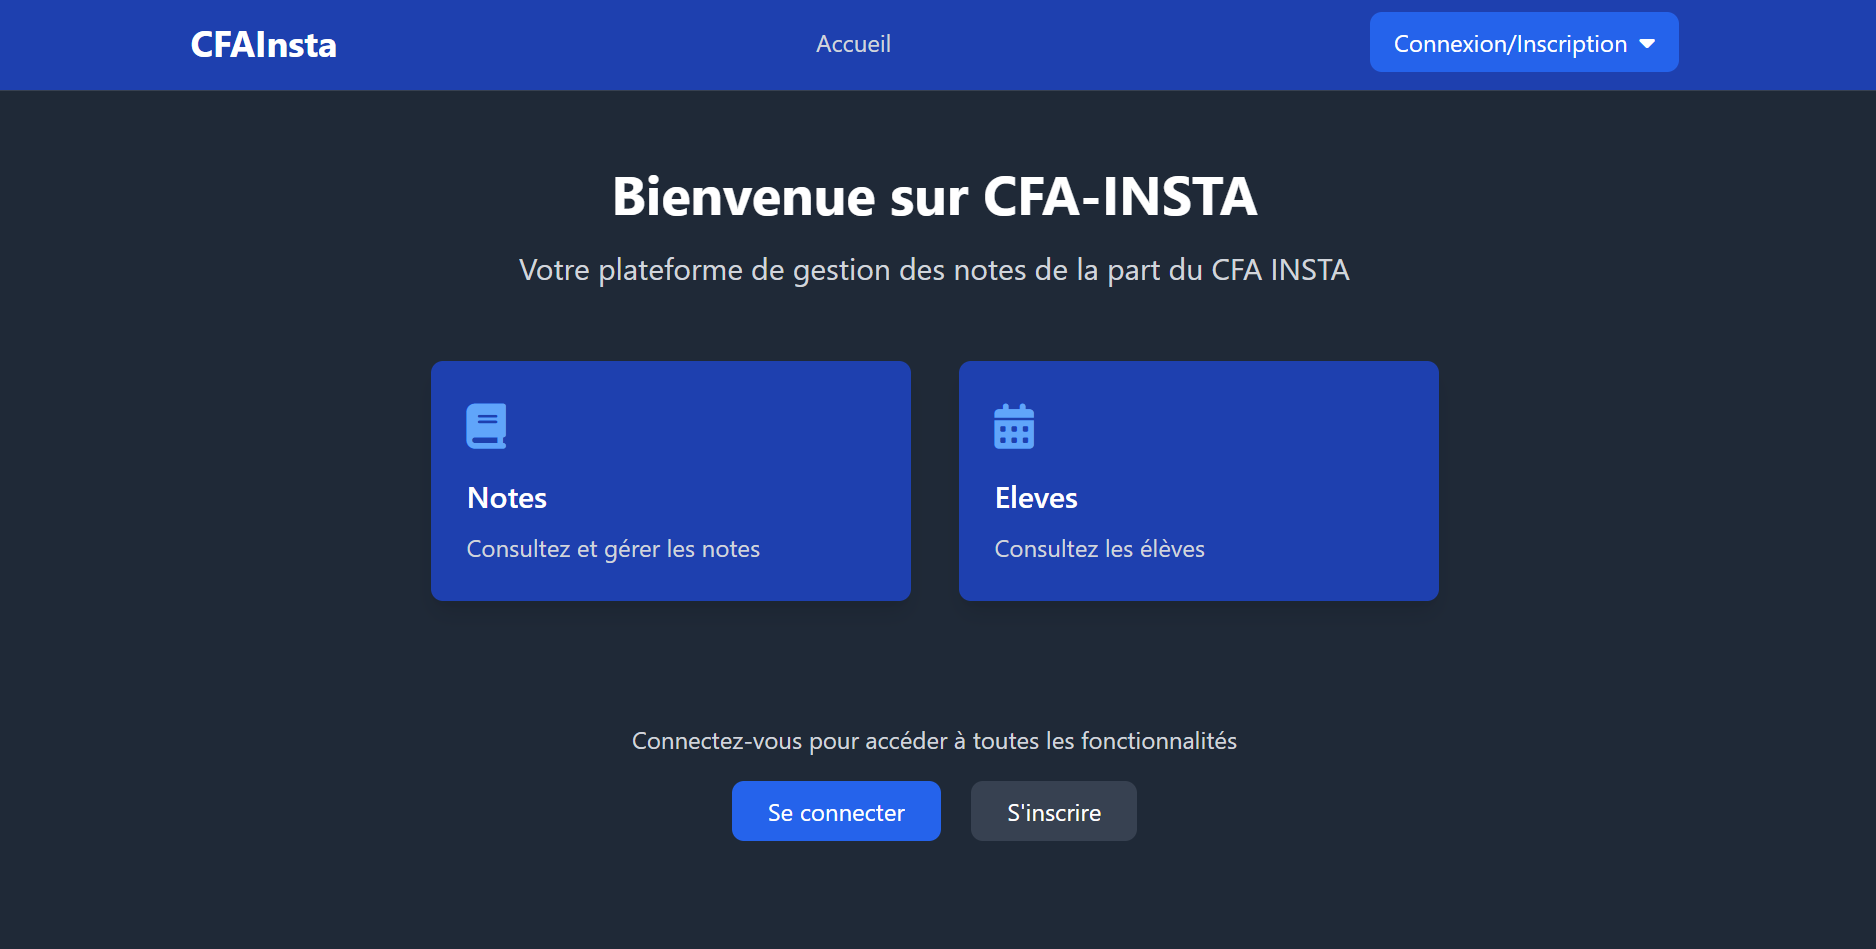 CFAInsta
Accueil
Connexion/Inscription
Bienvenue sur CFA-INSTA
Votre plateforme de gestion des notes de la part du CFA INSTA
Notes
Consultez et gérer les notes
Eleves
Consultez les élèves
Connectez-vous pour accéder à toutes les fonctionnalités
Se connecter
S'inscrire